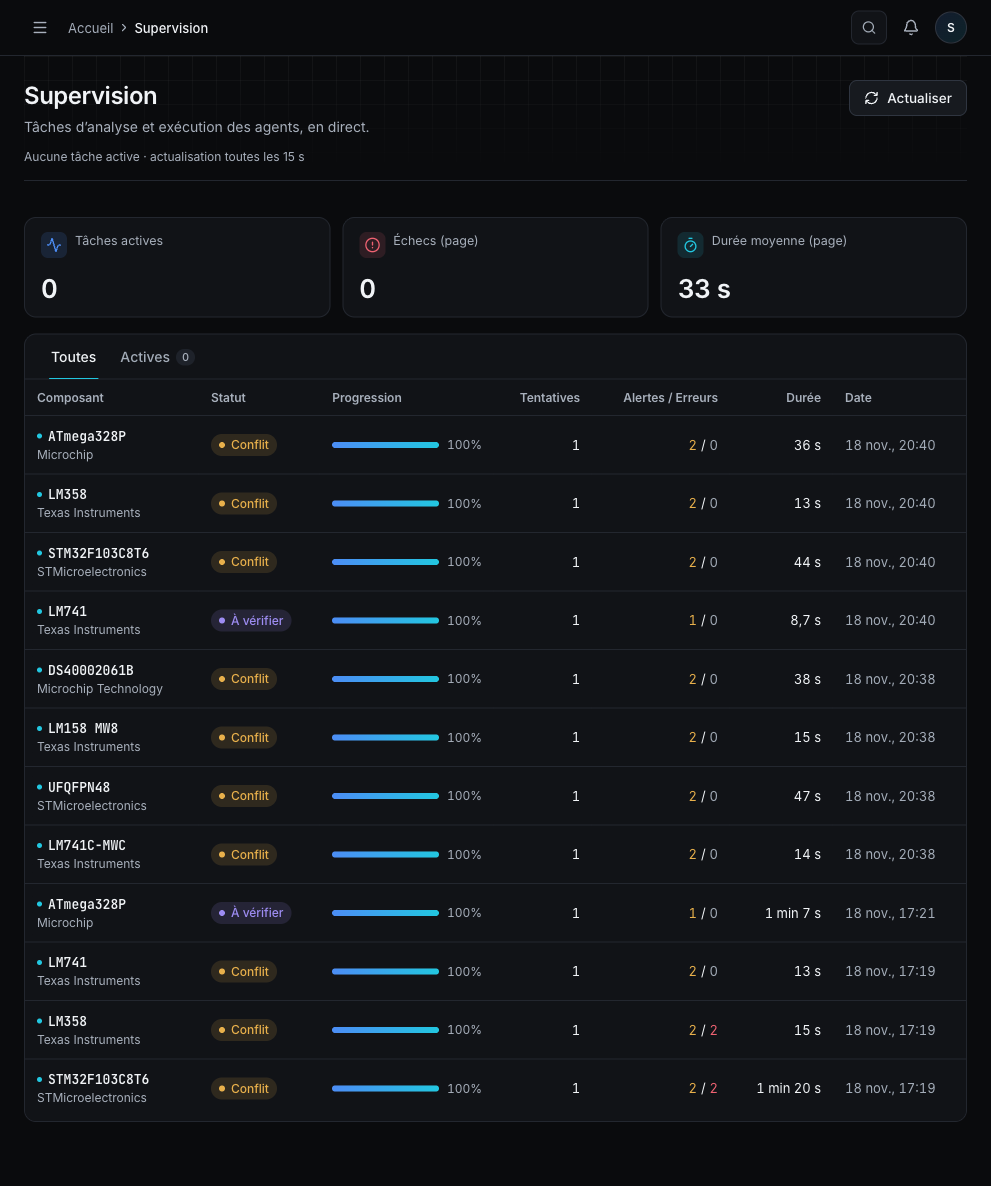 Accueil > Supervision
S
Supervision
Actualiser
Tâches d’analyse et exécution des agents, en direct.
Aucune tâche active · actualisation toutes les 15 s
Tâches actives
0
Échecs (page)
0
Durée moyenne (page)
33 s
Toutes Actives 0
Composant Statut Progression Tentatives Alertes / Erreurs Durée Date
ATmega328P
Microchip
Conflit 100% 1 2 / 0 36 s 18 nov., 20:40
LM358
Texas Instruments
Conflit 100% 1 2 / 0 13 s 18 nov., 20:40
STM32F103C8T6
STMicroelectronics
Conflit 100% 1 2 / 0 44 s 18 nov., 20:40
LM741
Texas Instruments
À vérifier 100% 1 1 / 0 8,7 s 18 nov., 20:40
DS40002061B
Microchip Technology
Conflit 100% 1 2 / 0 38 s 18 nov., 20:38
LM158 MW8
Texas Instruments
Conflit 100% 1 2 / 0 15 s 18 nov., 20:38
UFQFPN48
STMicroelectronics
Conflit 100% 1 2 / 0 47 s 18 nov., 20:38
LM741C-MWC
Texas Instruments
Conflit 100% 1 2 / 0 14 s 18 nov., 20:38
ATmega328P
Microchip
À vérifier 100% 1 1 / 0 1 min 7 s 18 nov., 17:21
LM741
Texas Instruments
Conflit 100% 1 2 / 0 13 s 18 nov., 17:19
LM358
Texas Instruments
Conflit 100% 1 2 / 2 15 s 18 nov., 17:19
STM32F103C8T6
STMicroelectronics
Conflit 100% 1 2 / 2 1 min 20 s 18 nov., 17:19